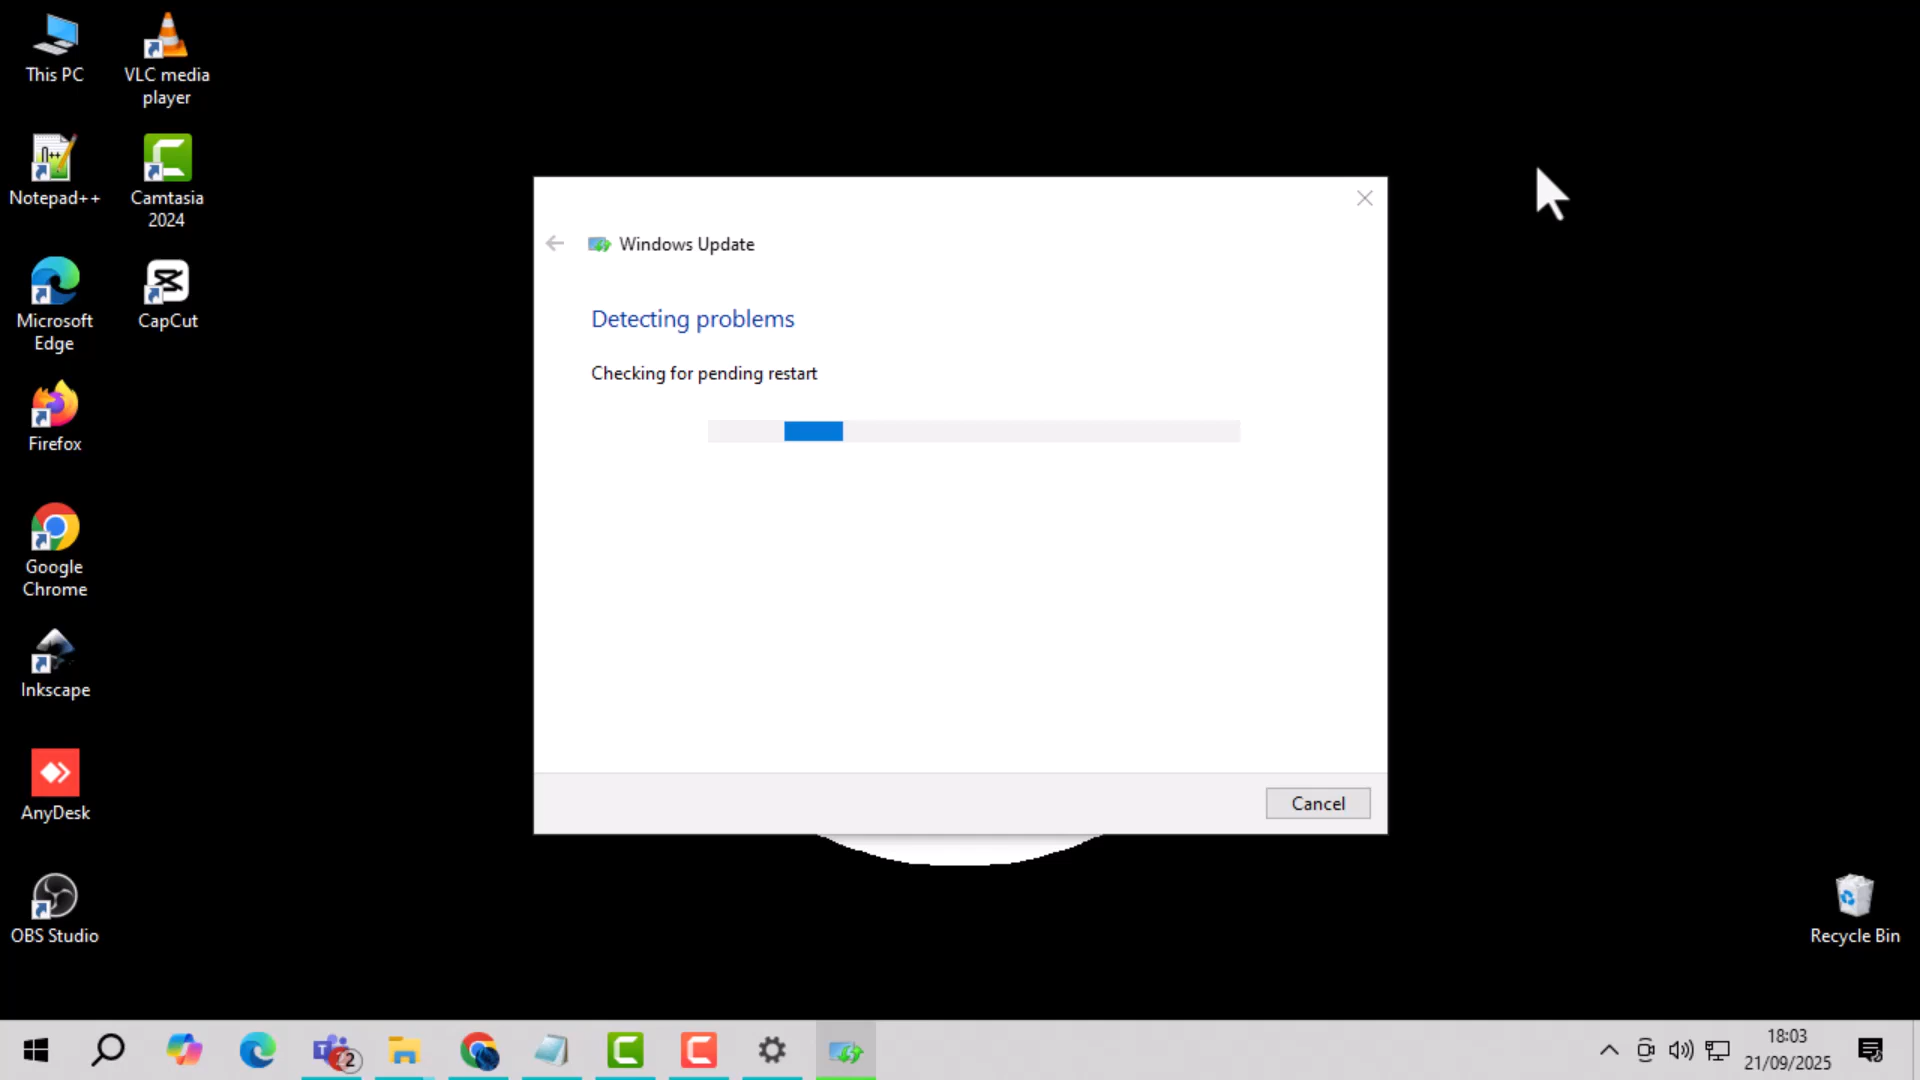 This PC
VLC media
player
Notepad++
Camtasia
2024
Microsoft
Edge
CapCut
Firefox
Google
Chrome
Inkscape
AnyDesk
OBS Studio
Windows Update
Detecting problems
Checking for pending restart
Cancel
Recycle Bin
2
18:03
21/09/2025